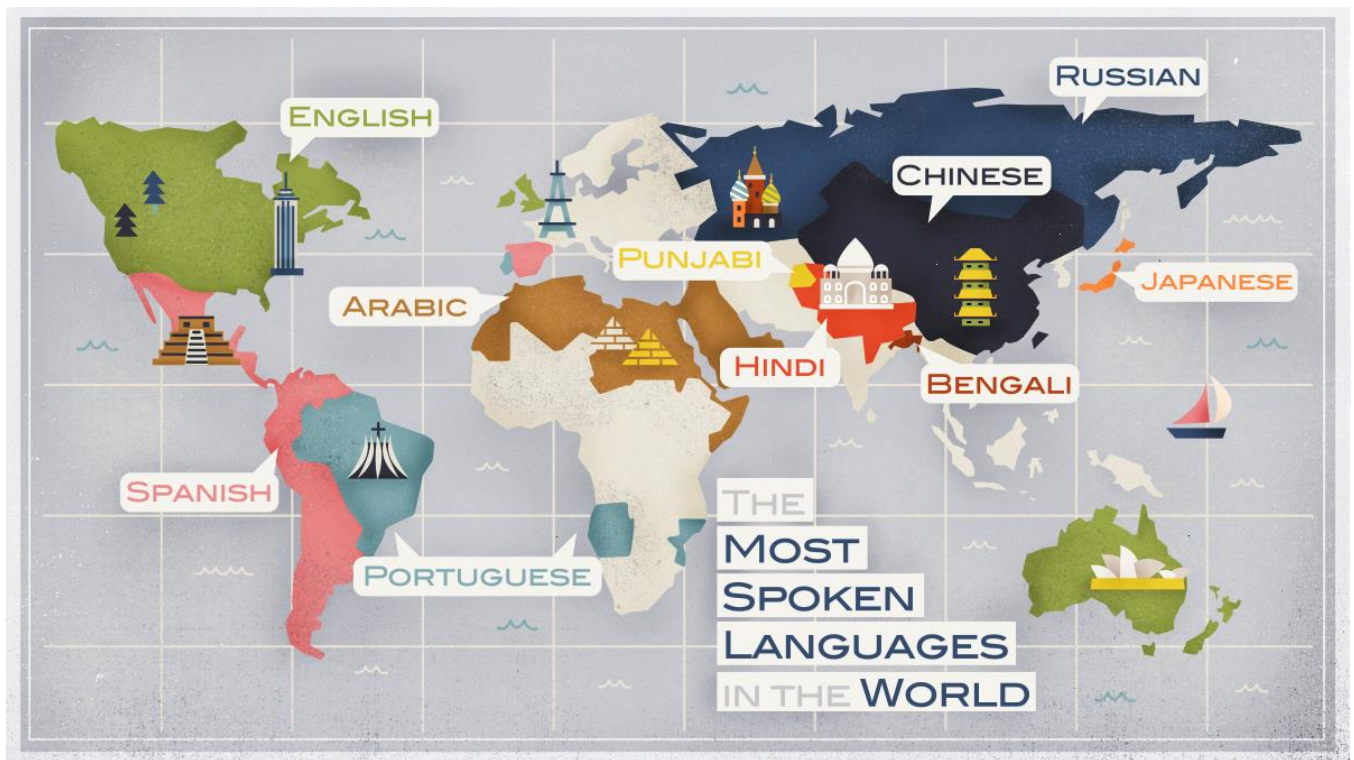 RUSSIAN
ENGLISH
CHINESE
PUNJABI
JAPANESE
ARABIC
HINDI
BENGALI
SPANISH
PORTUGUESE
THE
MOST
SPOKEN
LANGUAGES
IN THE WORLD